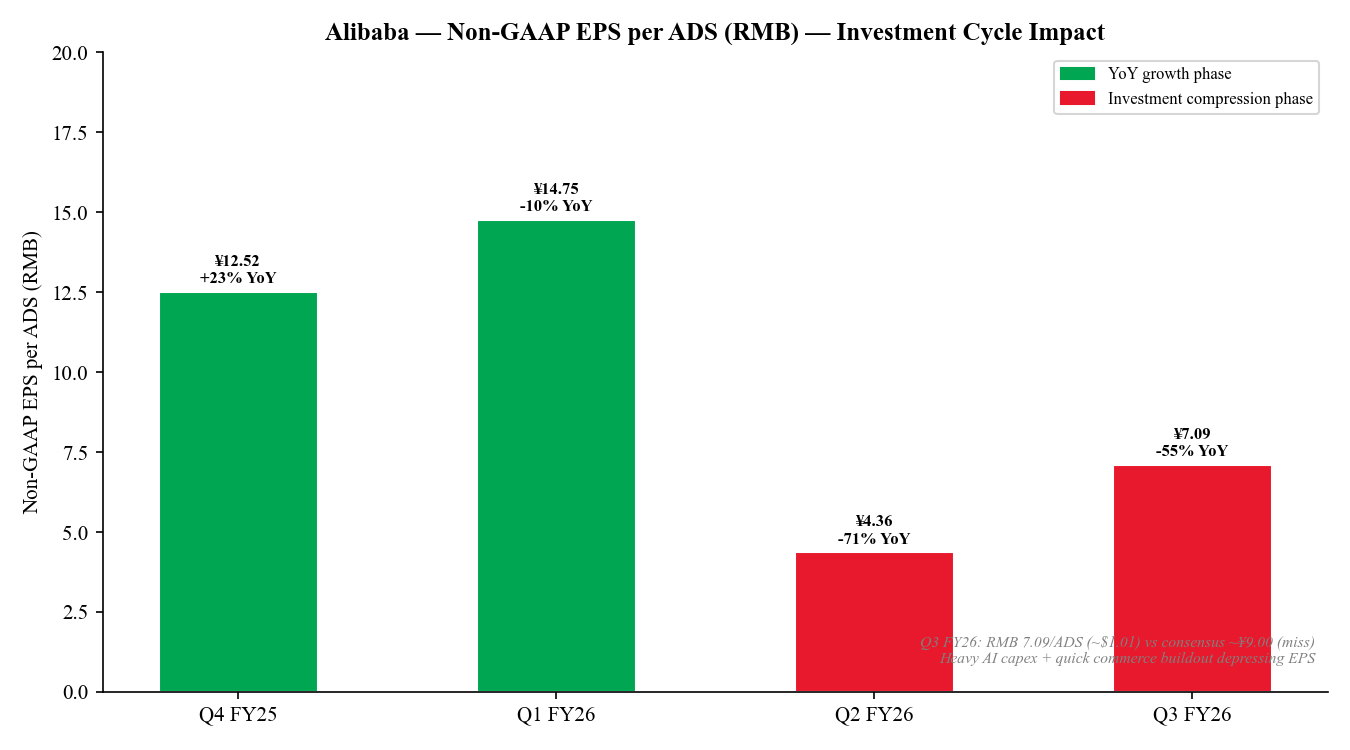 Alibaba — Non-GAAP EPS per ADS (RMB) — Investment Cycle Impact
YoY growth phase
Investment compression phase
Non-GAAP EPS per ADS (RMB)
20.0
17.5
15.0
12.5
10.0
7.5
5.0
2.5
0.0
¥12.52
+23% YoY
¥14.75
-10% YoY
¥4.36
-71% YoY
¥7.09
-55% YoY
Q3 FY26: RMB 7.09/ADS (~$1.01) vs consensus ~¥9.00 (miss)
Heavy AI capex + quick commerce buildout depressing EPS
Q4 FY25
Q1 FY26
Q2 FY26
Q3 FY26